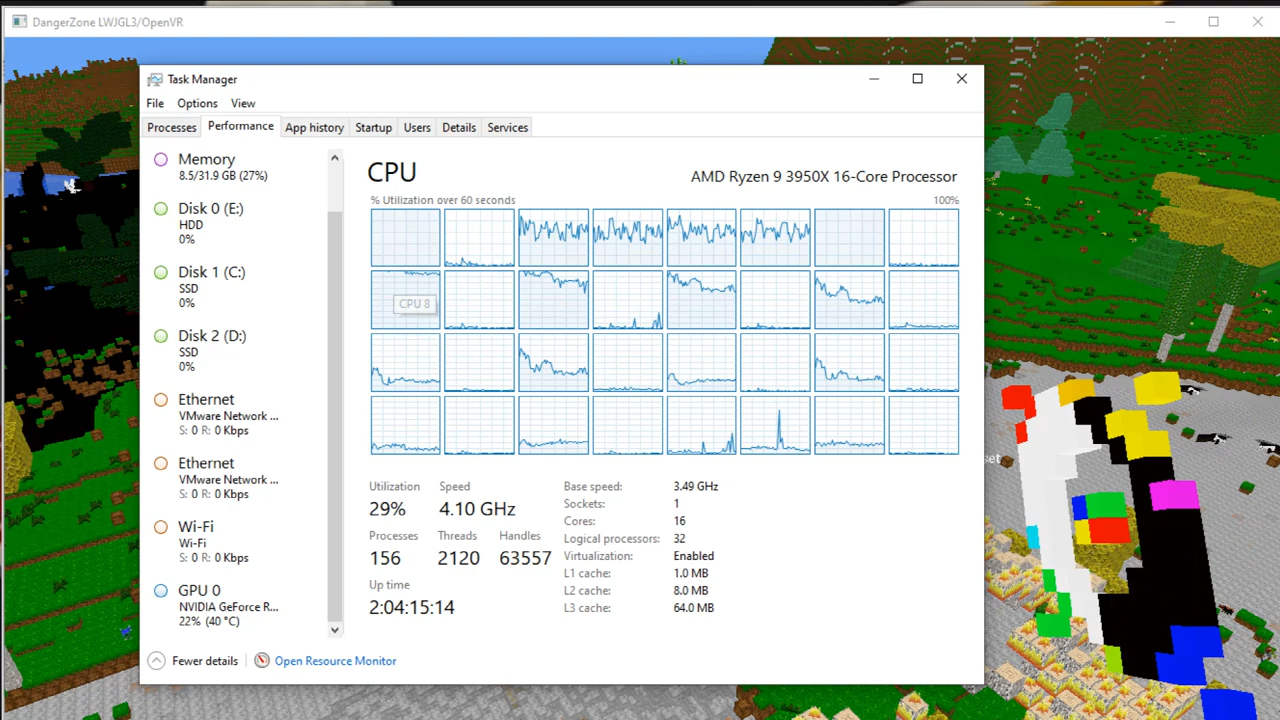 DangerZone LWJGL3/OpenVR
Task Manager
File Options View
Processes Performance App history Startup Users Details Services
Memory
8.5/31.9 GB (27%)
Disk 0 (E:)
HDD
0%
Disk 1 (C:)
SSD
0%
Disk 2 (D:)
SSD
0%
Ethernet
VMware Network ...
S: 0 R: 0 Kbps
Ethernet
VMware Network ...
S: 0 R: 0 Kbps
Wi-Fi
Wi-Fi
S: 0 R: 0 Kbps
GPU 0
NVIDIA GeForce R...
22% (40 °C)
CPU
AMD Ryzen 9 3950X 16-Core Processor
% Utilization over 60 seconds 100%
CPU 8
Utilization Speed
29% 4.10 GHz
Processes Threads Handles
156 2120 63557
Up time
2:04:15:14
Base speed: 3.49 GHz
Sockets: 1
Cores: 16
Logical processors: 32
Virtualization: Enabled
L1 cache: 1.0 MB
L2 cache: 8.0 MB
L3 cache: 64.0 MB
Fewer details
Open Resource Monitor